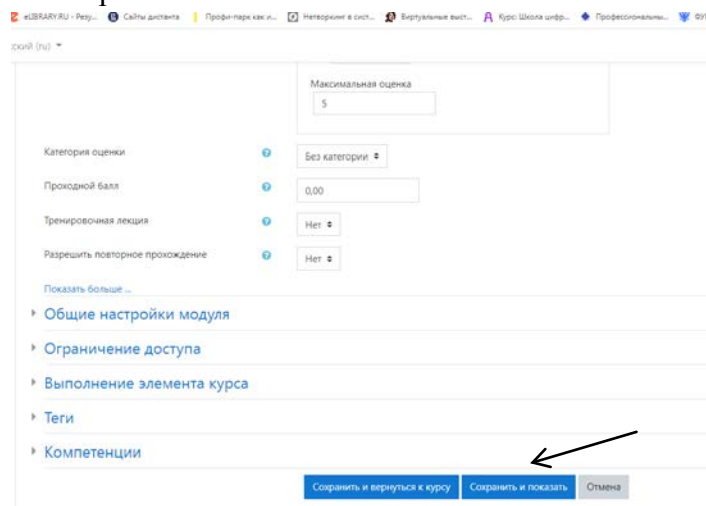 eLIBRARY.RU - Резу... Сайты дистанта Профи-парк как и... Нетворкинг в сист... Виртуальные выст... Курс: Школа цифр... Профессиональны...
(ru)
Максимальная оценка
5
Категория оценки Без категории
Проходной балл 0,00
Тренировочная лекция Нет
Разрешить повторное прохождение Нет
Показать больше ...
Общие настройки модуля
Ограничение доступа
Выполнение элемента курса
Теги
Компетенции
Сохранить и вернуться к курсу Сохранить и показать Отмена